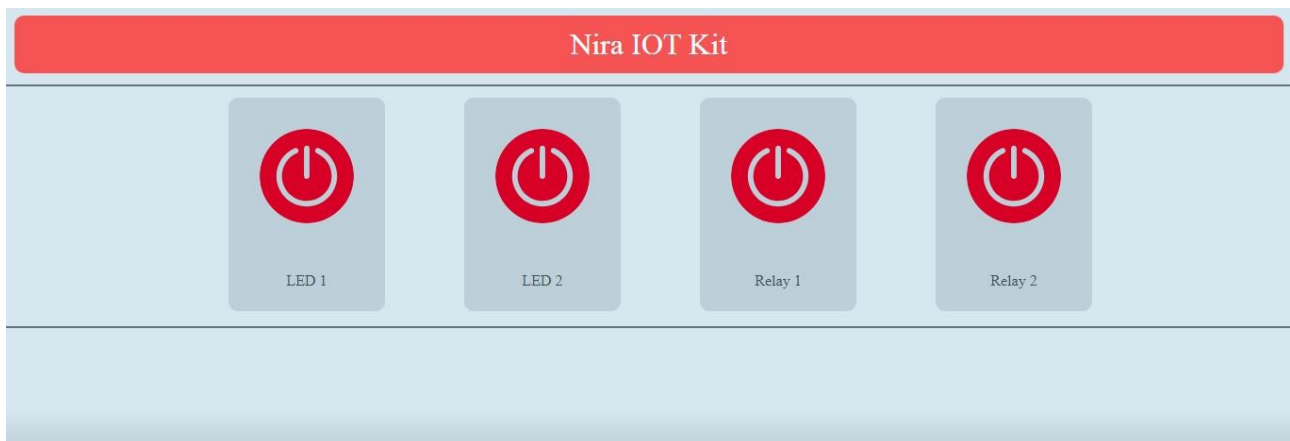 Nira IOT Kit
LED 1
LED 2
Relay 1
Relay 2